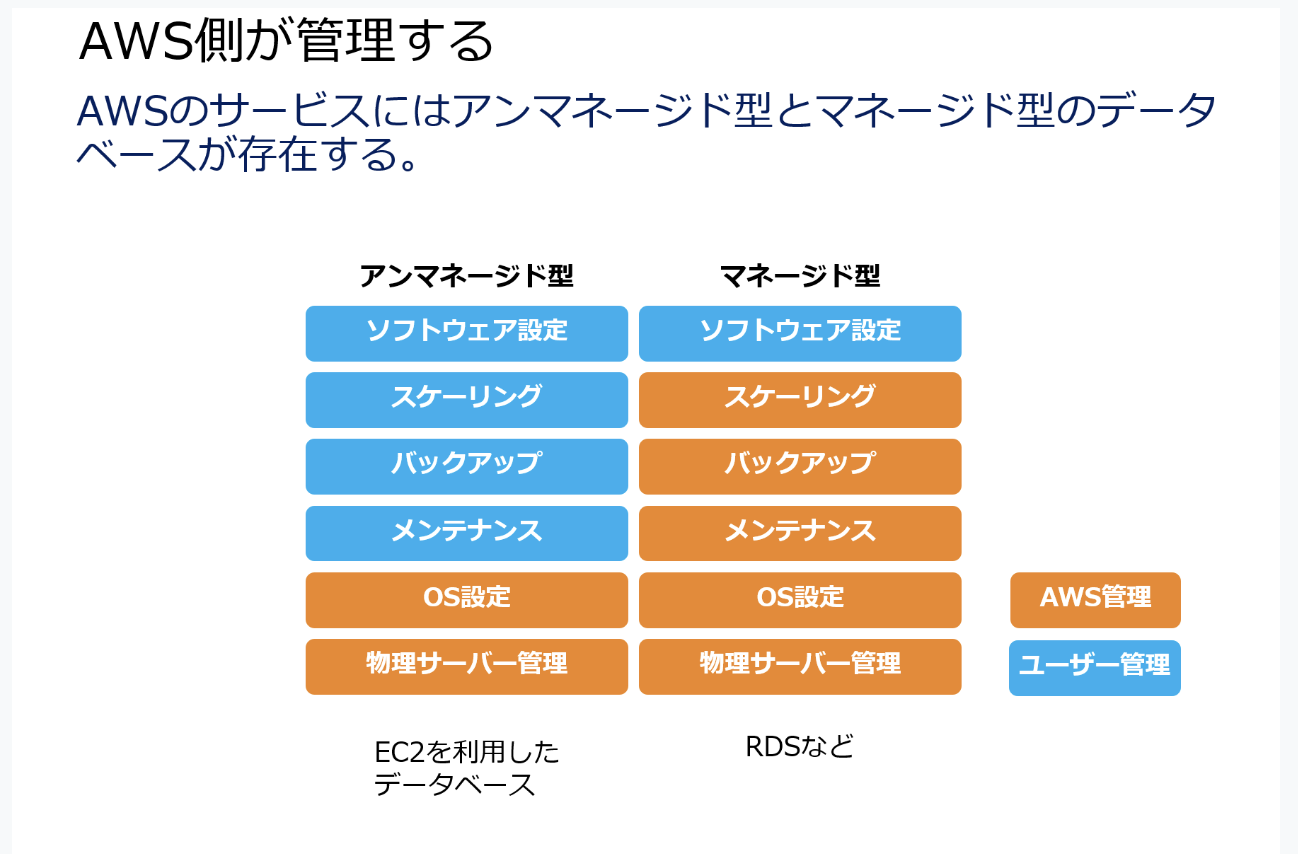 AWS側が管理する
AWSのサービスにはアンマネージド型とマネージド型のデータ
ベースが存在する。
アンマネージド型
マネージド型
ソフトウェア設定
ソフトウェア設定
スケーリング
スケーリング
バックアップ
バックアップ
メンテナンス
メンテナンス
OS設定
OS設定
AWS管理
物理サーバー管理
物理サーバー管理
ユーザー管理
EC2を利用した
データベース
RDSなど